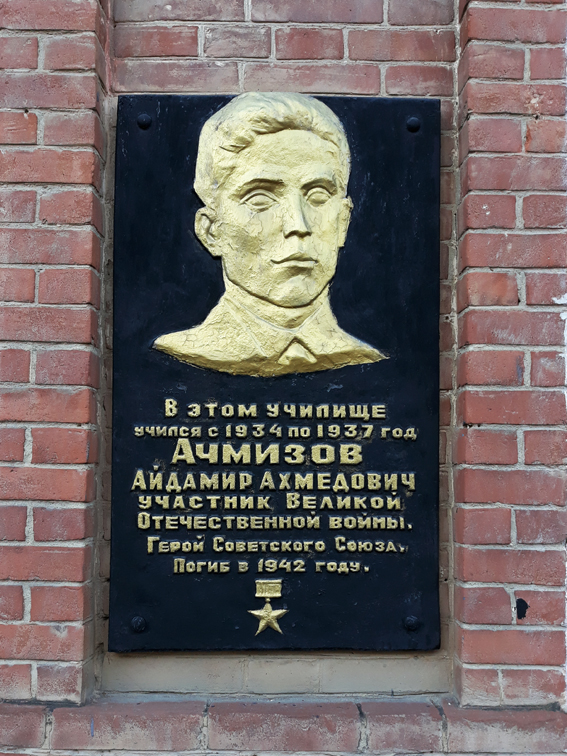 В этом училище
учился с 1934 по 1937 год
Ачмизов
Айдамир Ахмедович
участник Великой
Отечественной войны.
Герой Советского Союза.
Погиб в 1942 году.